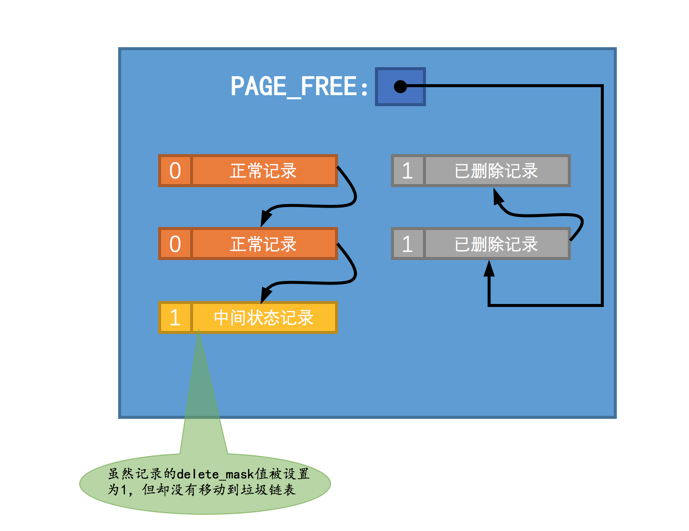 PAGE_FREE:
0 正常记录
1 已删除记录
0 正常记录
1 已删除记录
1 中间状态记录
虽然记录的delete_mask值被设置
为1，但却没有移动到垃圾链表